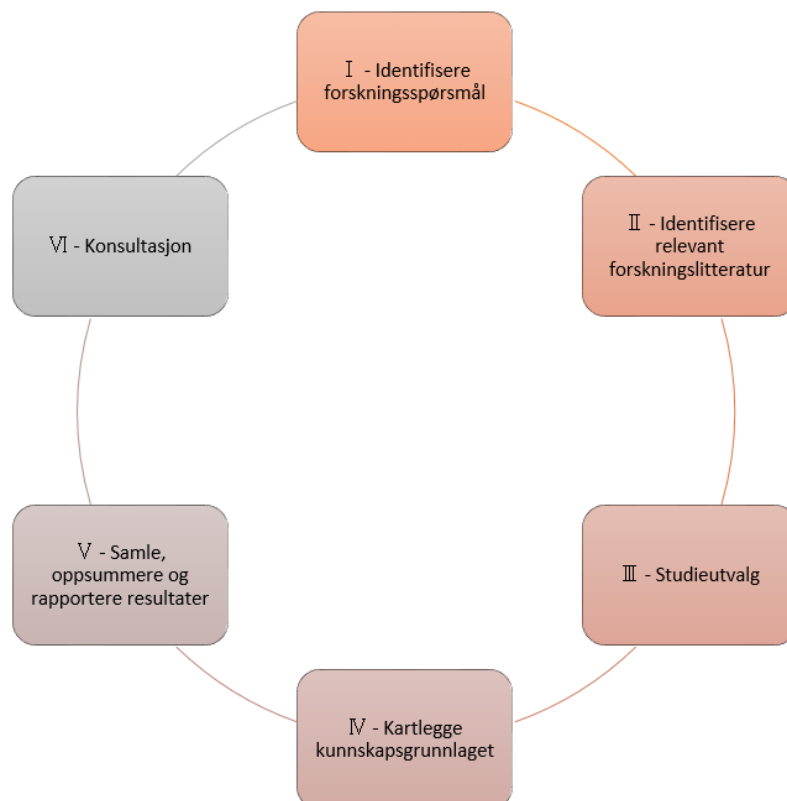 Ⅰ - Identifisere
forskningsspørsmål
Ⅱ - Identifisere
relevant
forskningslitteratur
Ⅲ - Studieutvalg
Ⅳ - Kartlegge
kunnskapsgrunnlaget
Ⅴ - Samle,
oppsummere og
rapportere resultater
Ⅵ - Konsultasjon